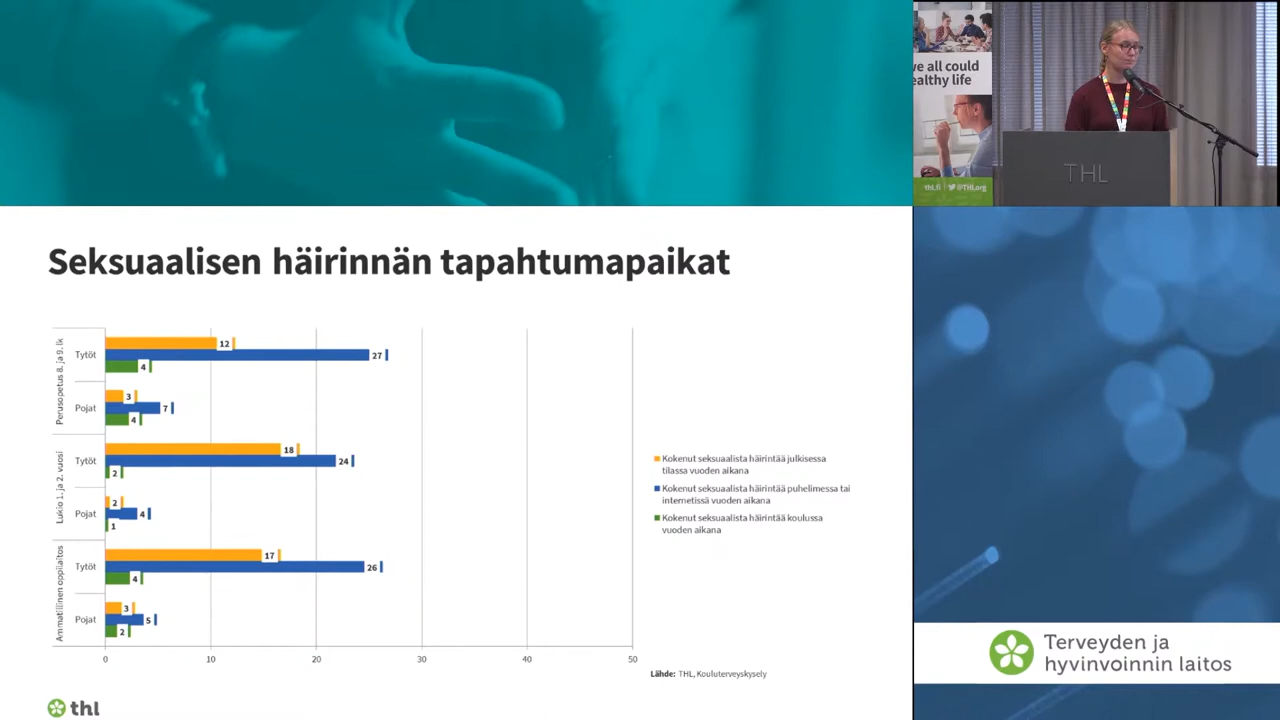 we all could
ealthy life
thl.fi | @THLorg
THL
Seksuaalisen häirinnän tapahtumapaikat
Perusopetus 8. ja 9. lk
Tytöt
12
27
4
Pojat
3
7
4
Lukio 1. ja 2. vuosi
Tytöt
18
24
2
Pojat
2
4
1
Ammatillinen oppilaitos
Tytöt
17
26
4
Pojat
3
5
2
0 10 20 30 40 50
Kokenut seksuaalista häirintää julkisessa
tilassa vuoden aikana
Kokenut seksuaalista häirintää puhelimessa tai
internetissä vuoden aikana
Kokenut seksuaalista häirintää koulussa
vuoden aikana
Lähde: THL, Kouluterveyskysely
thl
Terveyden ja
hyvinvoinnin laitos